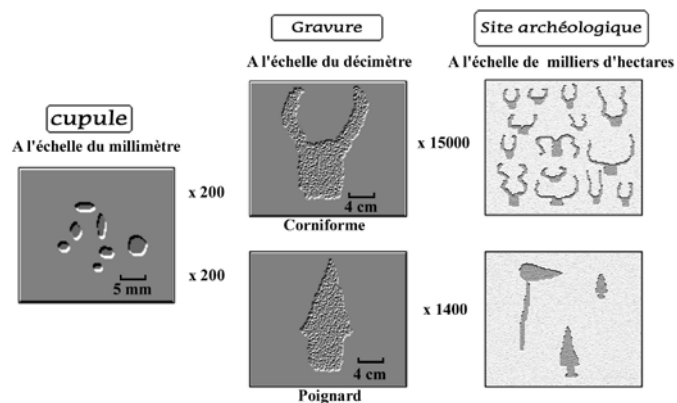 cupule
A l'échelle du millimètre
5 mm
x 200
x 200
Gravure
A l'échelle du décimètre
4 cm
Corniforme
4 cm
Poignard
x 15000
x 1400
Site archéologique
A l'échelle de milliers d'hectares